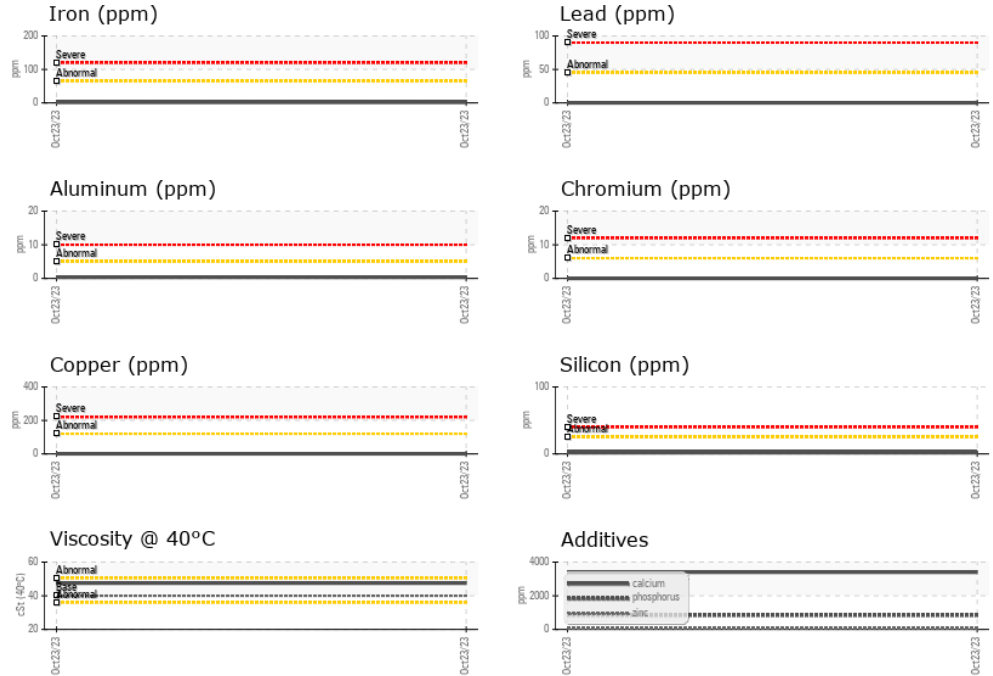 Iron (ppm)
200
100
0
ppm
Severe
Abnormal
Oct23/23
Oct23/23
Lead (ppm)
100
50
0
ppm
Severe
Abnormal
Oct23/23
Oct23/23
Aluminum (ppm)
20
10
0
ppm
Severe
Abnormal
Oct23/23
Oct23/23
Chromium (ppm)
20
10
0
ppm
Severe
Abnormal
Oct23/23
Oct23/23
Copper (ppm)
400
200
0
ppm
Severe
Abnormal
Oct23/23
Oct23/23
Silicon (ppm)
100
0
ppm
Severe
Abnormal
Oct23/23
Oct23/23
Viscosity @ 40°C
60
40
20
cSt (40°C)
Abnormal
Base
Abnormal
Oct23/23
Oct23/23
Additives
4000
2000
0
ppm
calcium
phosphorus
zinc
Oct23/23
Oct23/23